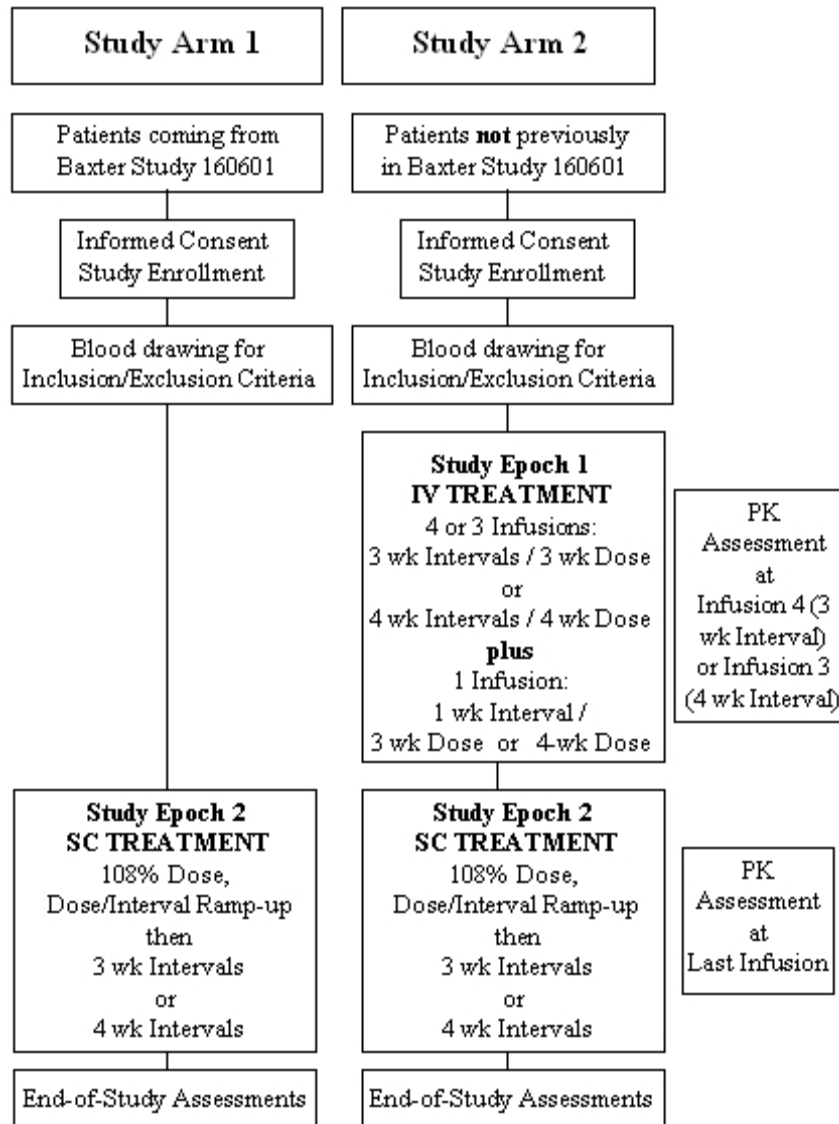 Study Arm 1
Study Arm 2
Patients coming from
Baxter Study 160601
Patients not previously
in Baxter Study 160601
Informed Consent
Study Enrollment
Informed Consent
Study Enrollment
Blood drawing for
Inclusion/Exclusion Criteria
Blood drawing for
Inclusion/Exclusion Criteria
Study Epoch 1
IV TREATMENT
4 or 3 Infusions:
3 wk Intervals / 3 wk Dose
or
4 wk Intervals / 4 wk Dose
plus
1 Infusion:
1 wk Interval /
3 wk Dose or 4-wk Dose
PK
Assessment
at
Infusion 4 (3
wk Interval)
or Infusion 3
(4 wk Interval)
Study Epoch 2
SC TREATMENT
108% Dose,
Dose/Interval Ramp-up
then
3 wk Intervals
or
4 wk Intervals
Study Epoch 2
SC TREATMENT
108% Dose,
Dose/Interval Ramp-up
then
3 wk Intervals
or
4 wk Intervals
PK
Assessment
at
Last Infusion
End-of-Study Assessments
End-of-Study Assessments